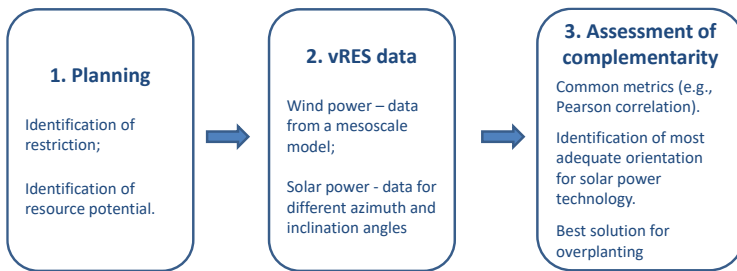 1. Planning
Identification of
restriction;
Identification of
resource potential.
2. vRES data
Wind power – data
from a mesoscale
model;
Solar power - data for
different azimuth and
inclination angles
3. Assessment of
complementarity
Common metrics (e.g.,
Pearson correlation).
Identification of most
adequate orientation
for solar power
technology.
Best solution for
overplanting